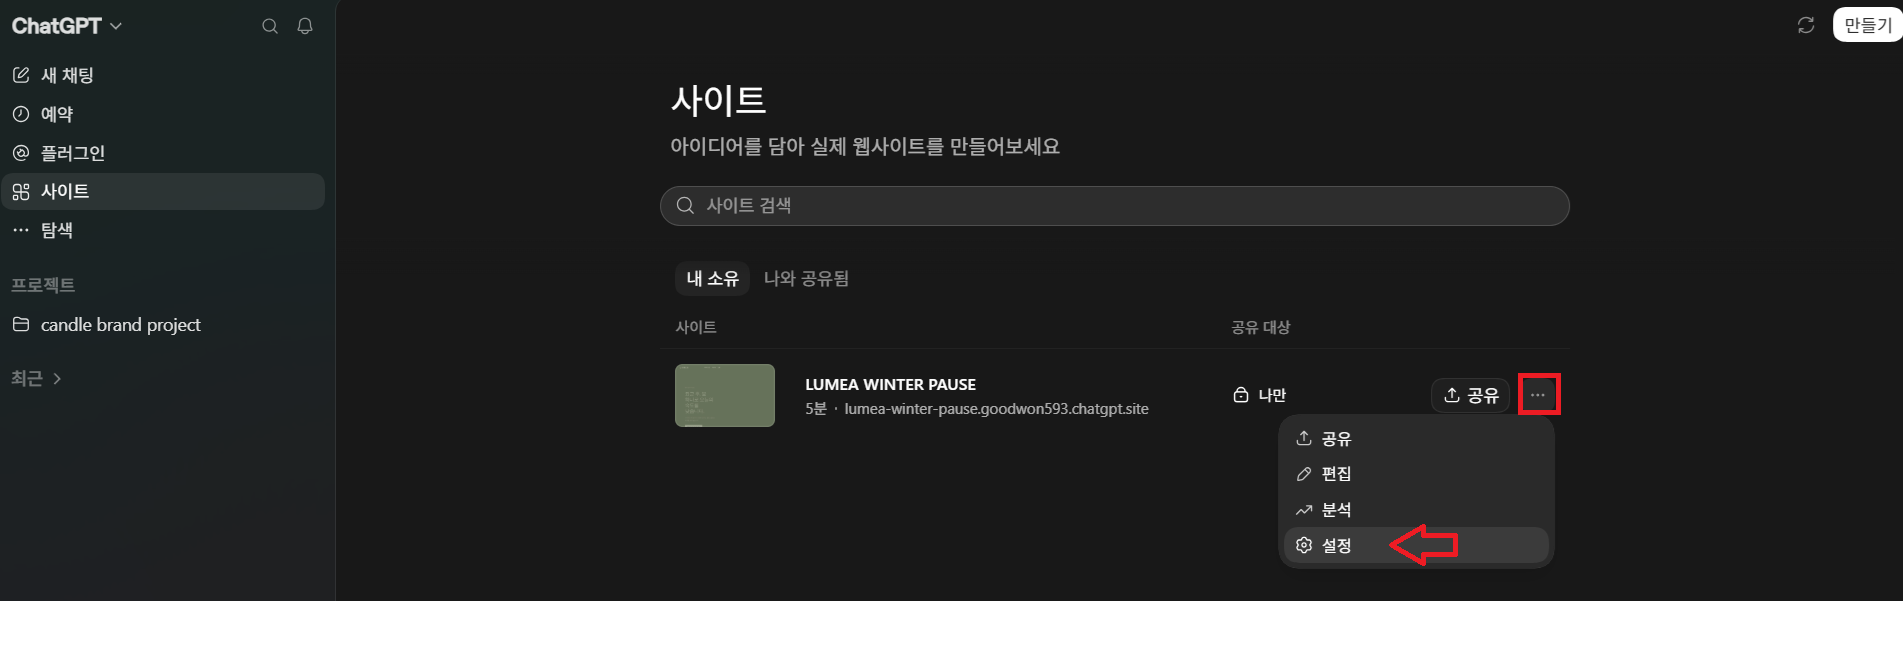 ChatGPT
새 채팅
예약
플러그인
사이트
탐색
프로젝트
candle brand project
최근
만들기
사이트
아이디어를 담아 실제 웹사이트를 만들어보세요
사이트 검색
내 소유 나와 공유됨
사이트 공유 대상
LUMEA WINTER PAUSE
5분 · lumea-winter-pause.goodwon593.chatgpt.site
나만
공유
공유
편집
분석
설정